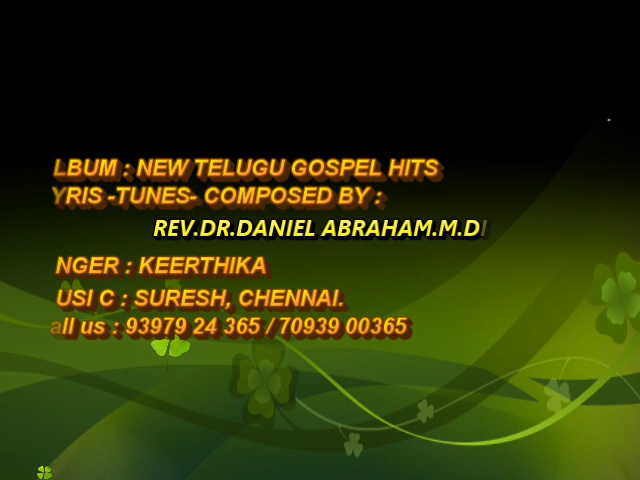 LBUM : NEW TELUGU GOSPEL HITS
YRIS -TUNES- COMPOSED BY :
REV.DR.DANIEL ABRAHAM.M.DI
NGER : KEERTHIKA
USI C : SURESH, CHENNAI.
all us : 93979 24 365 / 70939 00365